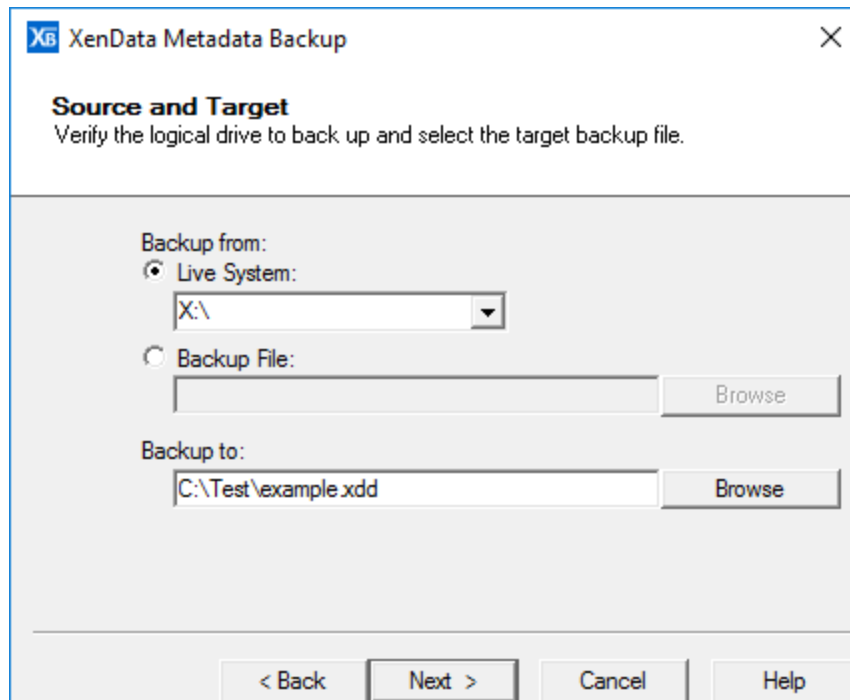 XB XenData Metadata Backup
Source and Target
Verify the logical drive to back up and select the target backup file.
Backup from:
Live System:
X:\
Backup File:
Browse
Backup to:
C:\Test\example.xdd
Browse
< Back Next > Cancel Help